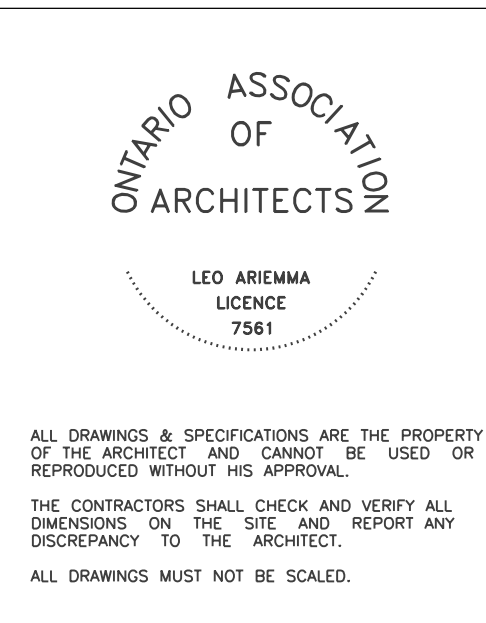 ONTARIO ASSOCIATION
OF
ARCHITECTS
LEO ARIEMMA
LICENCE
7561
ALL DRAWINGS & SPECIFICATIONS ARE THE PROPERTY
OF THE ARCHITECT AND CANNOT BE USED OR
REPRODUCED WITHOUT HIS APPROVAL.
THE CONTRACTORS SHALL CHECK AND VERIFY ALL
DIMENSIONS ON THE SITE AND REPORT ANY
DISCREPANCY TO THE ARCHITECT.
ALL DRAWINGS MUST NOT BE SCALED.